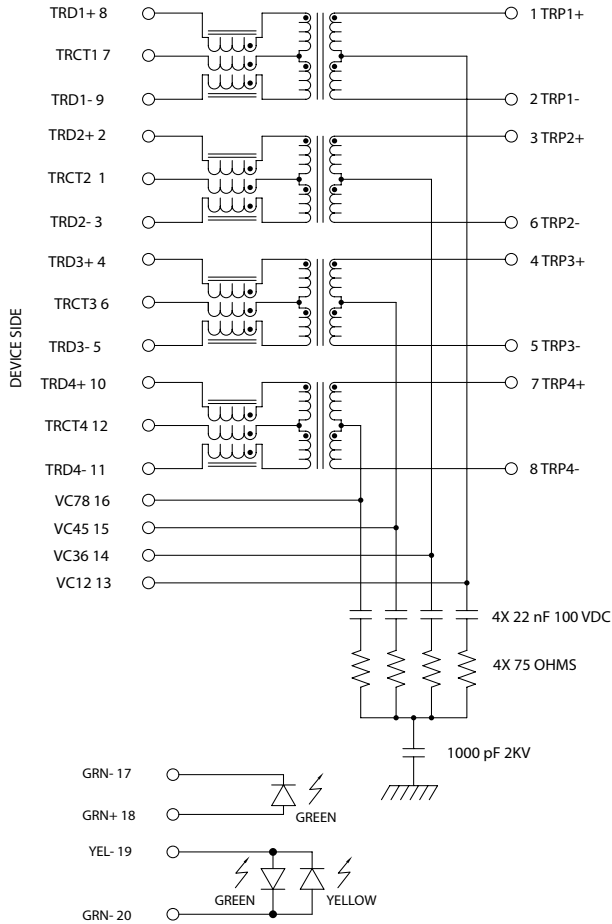 TRD1+ 8
1 TRP1+
TRCT1 7
TRD1- 9
2 TRP1-
TRD2+ 2
3 TRP2+
TRCT2 1
TRD2- 3
6 TRP2-
TRD3+ 4
4 TRP3+
TRCT3 6
TRD3- 5
5 TRP3-
DEVICE SIDE
TRD4+ 10
7 TRP4+
TRCT4 12
TRD4- 11
8 TRP4-
VC78 16
VC45 15
VC36 14
VC12 13
4X 22 nF 100 VDC
4X 75 OHMS
1000 pF 2KV
GRN- 17
GRN+ 18
GREEN
YEL- 19
GREEN
YELLOW
GRN- 20